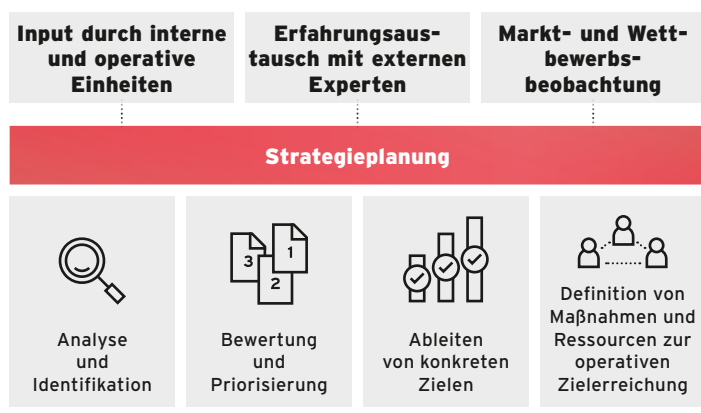 Input durch interne
und operative
Einheiten
Erfahrungsaus-
tausch mit externen
Experten
Markt- und Wett-
bewerbs-
beobachtung
Strategieplanung
3
2
1
Analyse
und
Identifikation
Bewertung
und
Priorisierung
Ableiten
von konkreten
Zielen
Definition von
Maßnahmen und
Ressourcen zur
operativen
Zielerreichung